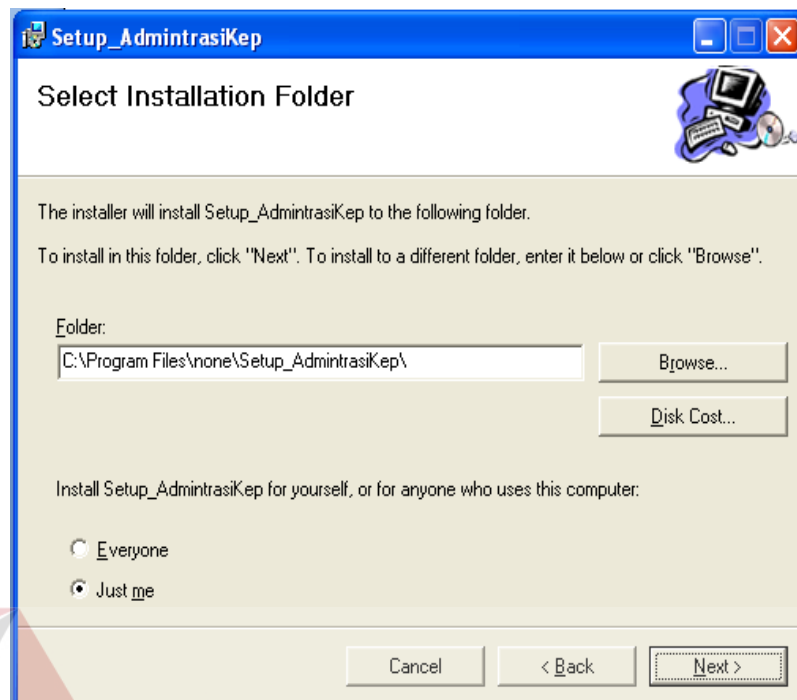 Setup_AdmintrasiKep
Select Installation Folder
The installer will install Setup_AdmintrasiKep to the following folder.
To install in this folder, click "Next". To install to a different folder, enter it below or click "Browse".
Folder:
C:\Program Files\none\Setup_AdmintrasiKep\
Browse...
Disk Cost...
Install Setup_AdmintrasiKep for yourself, or for anyone who uses this computer:
Everyone
Just me
Cancel
< Back
Next >